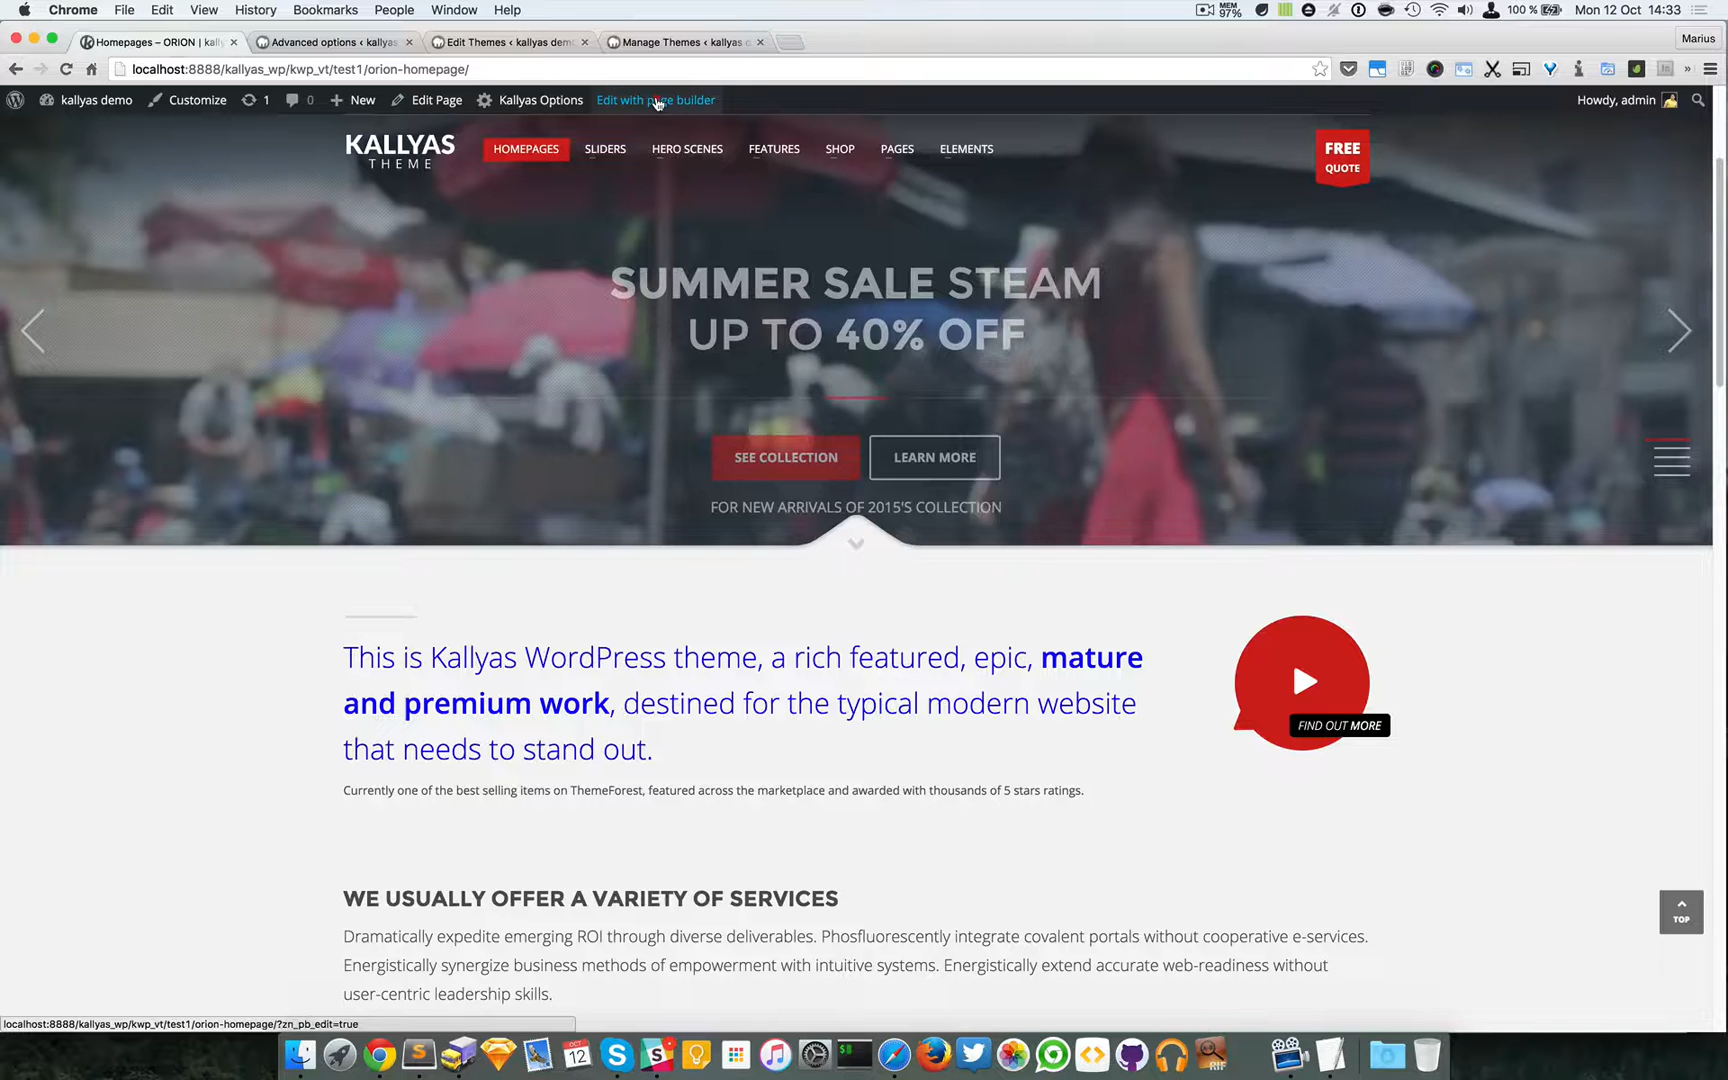 Chrome File Edit View History Bookmarks People Window Help MEM 97% 100 % Mon 12 Oct 14:33
Homepages – ORION | kally Advanced options ‹ kallyas Edit Themes ‹ kallyas demo Manage Themes ‹ kallyas d Marius
localhost:8888/kallyas_wp/kwp_vt/test1/orion-homepage/
kallyas demo Customize 1 0 New Edit Page Kallyas Options Edit with page builder Howdy, admin
KALLYAS
THEME
HOMEPAGES SLIDERS HERO SCENES FEATURES SHOP PAGES ELEMENTS
FREE
QUOTE
SUMMER SALE STEAM
UP TO 40% OFF
SEE COLLECTION LEARN MORE
FOR NEW ARRIVALS OF 2015'S COLLECTION
This is Kallyas WordPress theme, a rich featured, epic, mature
and premium work, destined for the typical modern website
that needs to stand out.
FIND OUT MORE
Currently one of the best selling items on ThemeForest, featured across the marketplace and awarded with thousands of 5 stars ratings.
WE USUALLY OFFER A VARIETY OF SERVICES
TOP
Dramatically expedite emerging ROI through diverse deliverables. Phosfluorescently integrate covalent portals without cooperative e-services.
Energistically synergize business methods of empowerment with intuitive systems. Energistically extend accurate web-readiness without
user-centric leadership skills.
localhost:8888/kallyas_wp/kwp_vt/test1/orion-homepage/?zn_pb_edit=true
OCT
12
RIF